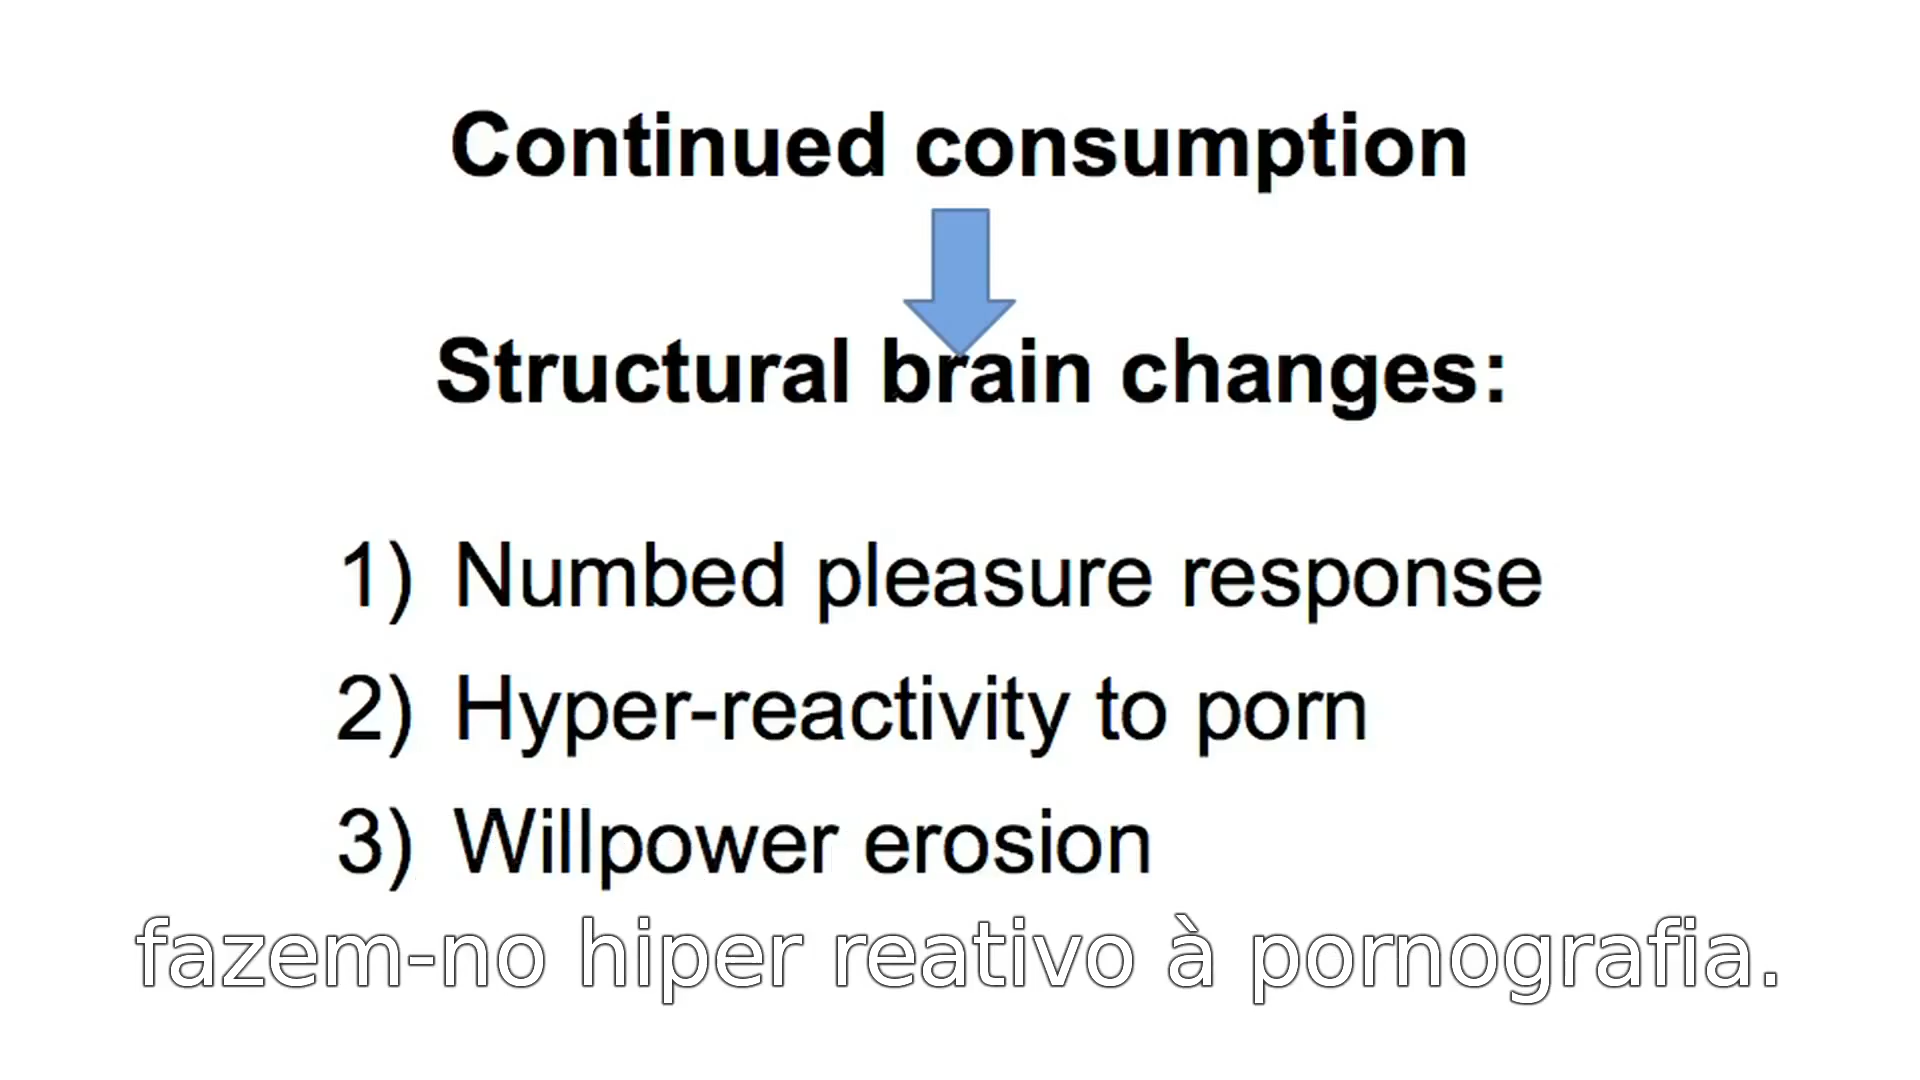 Continued consumption
Structural brain changes:
1) Numbed pleasure response
2) Hyper-reactivity to porn
3) Willpower erosion
fazem-no hiper reativo à pornografia.